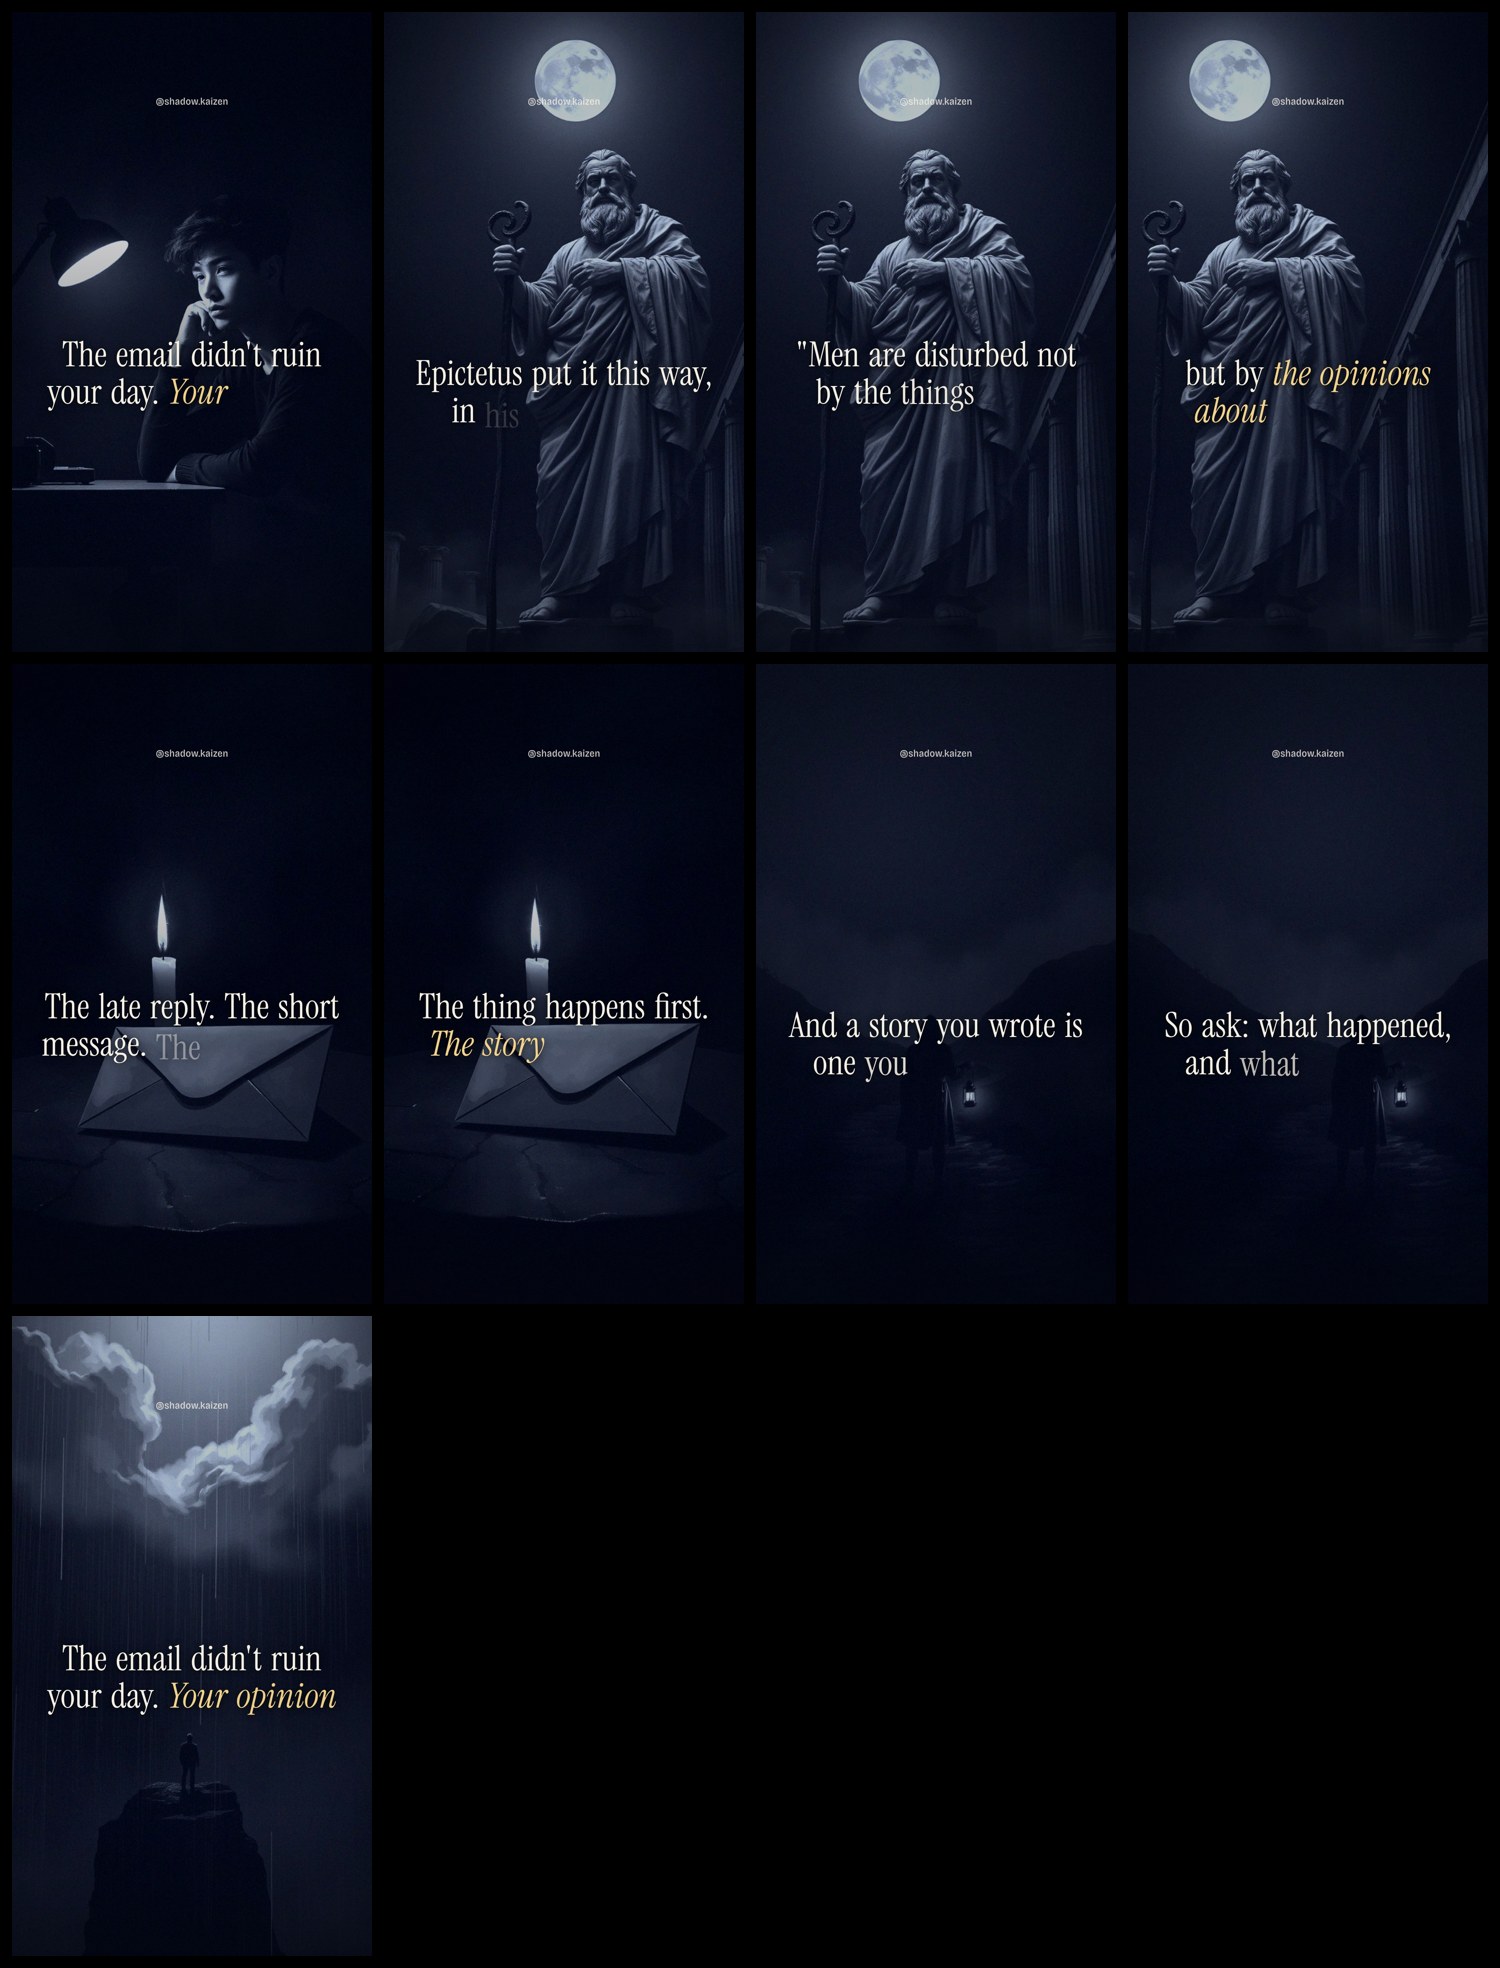 @shadow.kaizen
The email didn't ruin
your day. Your
@shadow.kaizen
Epictetus put it this way,
in his
@shadow.kaizen
"Men are disturbed not
by the things
@shadow.kaizen
but by the opinions
about
@shadow.kaizen
The late reply. The short
message. The
@shadow.kaizen
The thing happens first.
The story
@shadow.kaizen
And a story you wrote is
one you
@shadow.kaizen
So ask: what happened,
and what
@shadow.kaizen
The email didn't ruin
your day. Your opinion